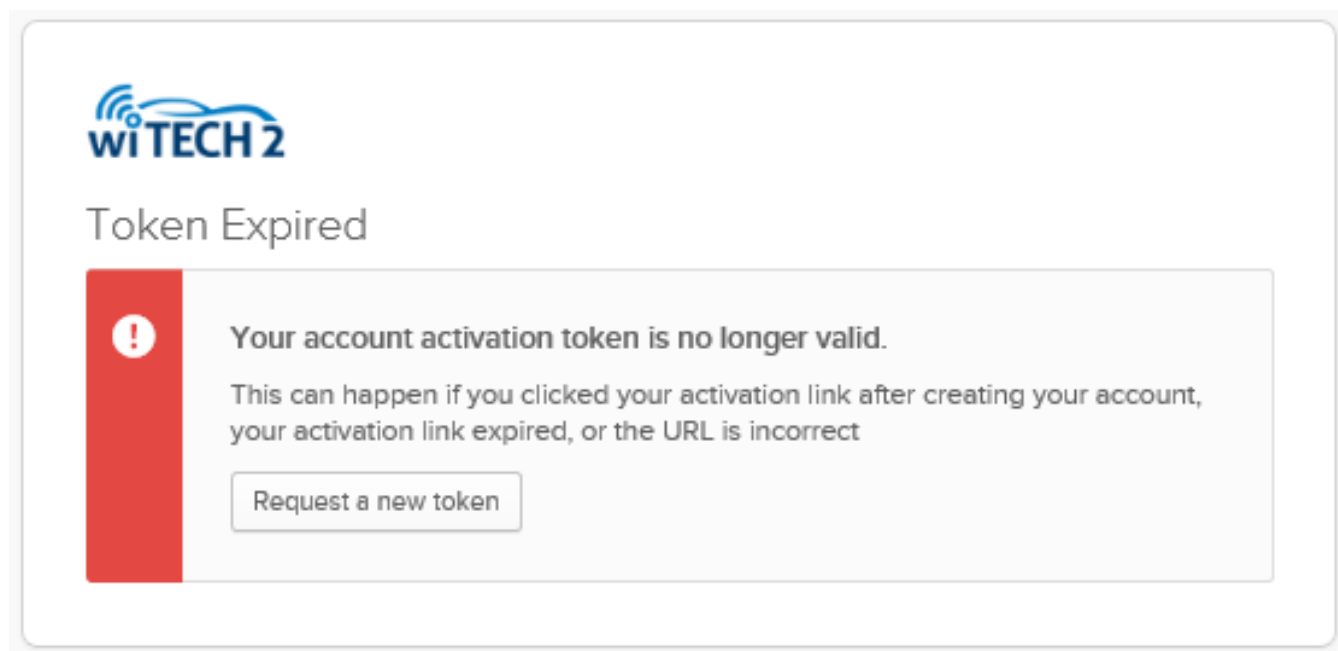 wiTECH 2
Token Expired
Your account activation token is no longer valid.
This can happen if you clicked your activation link after creating your account,
your activation link expired, or the URL is incorrect
Request a new token